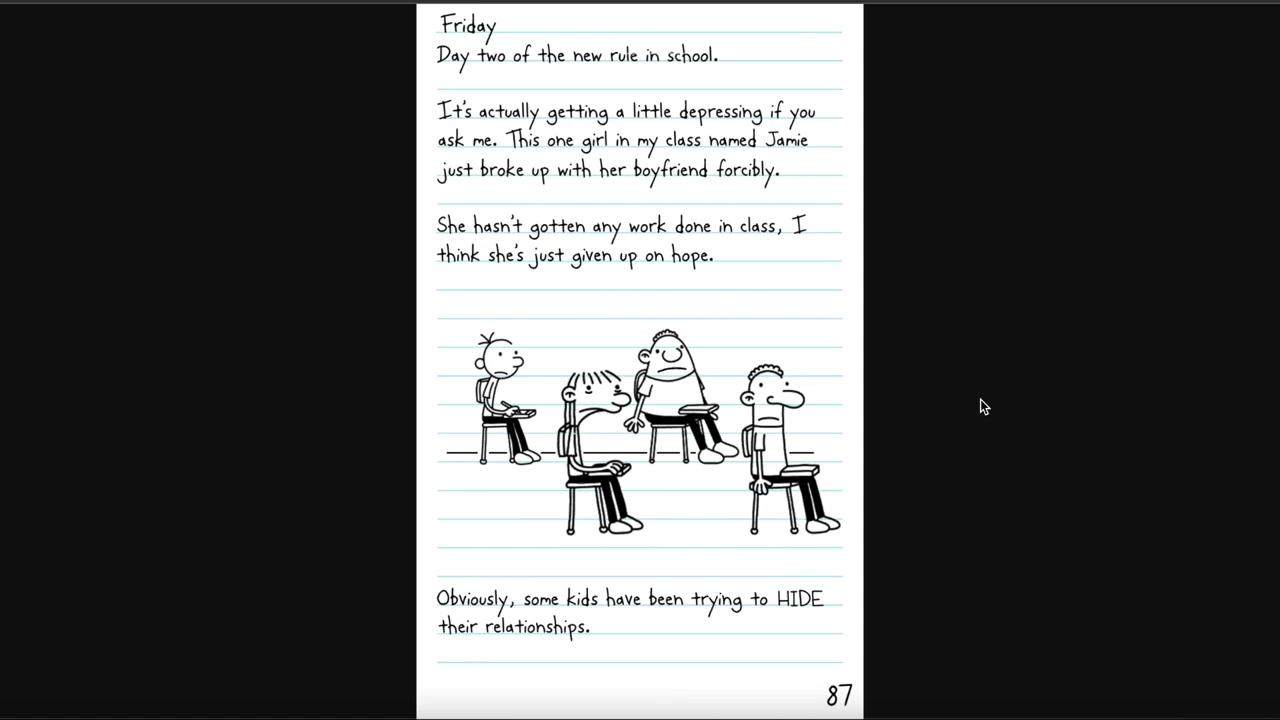 Friday
Day two of the new rule in school.
It's actually getting a little depressing if you
ask me. This one girl in my class named Jamie
just broke up with her boyfriend forcibly.
She hasn't gotten any work done in class, I
think she's just given up on hope.
Obviously, some kids have been trying to HIDE
their relationships.
87